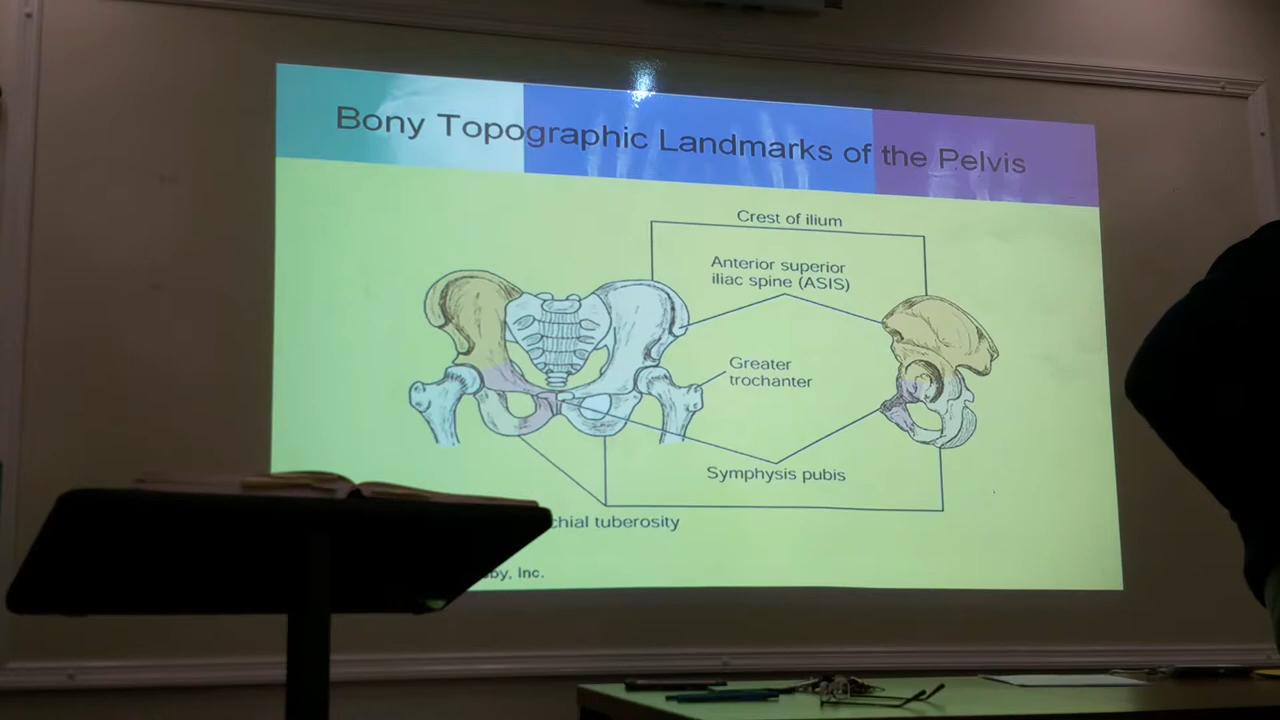 Bony Topographic Landmarks of the Pelvis
Crest of ilium
Anterior superior
iliac spine (ASIS)
Greater
trochanter
Symphysis pubis
chial tuberosity
by, Inc.